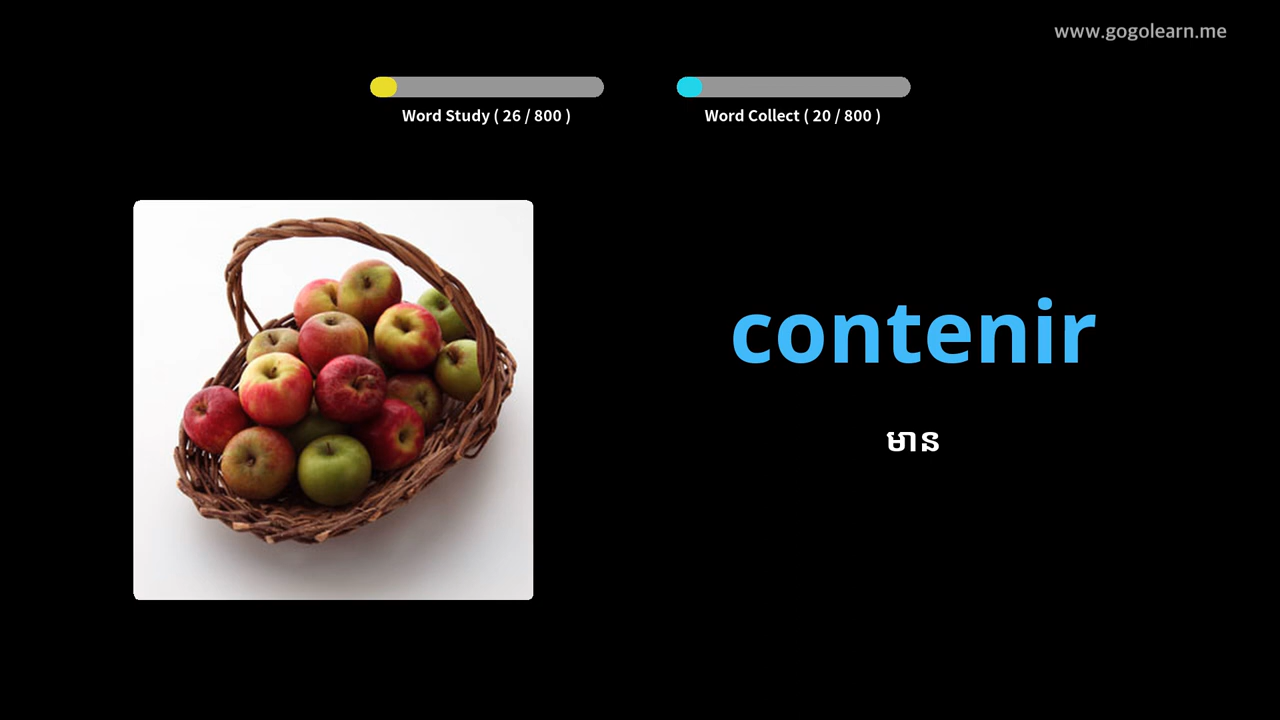 www.gogolearn.me
Word Study ( 26 / 800 )
Word Collect ( 20 / 800 )
contenir
មាន